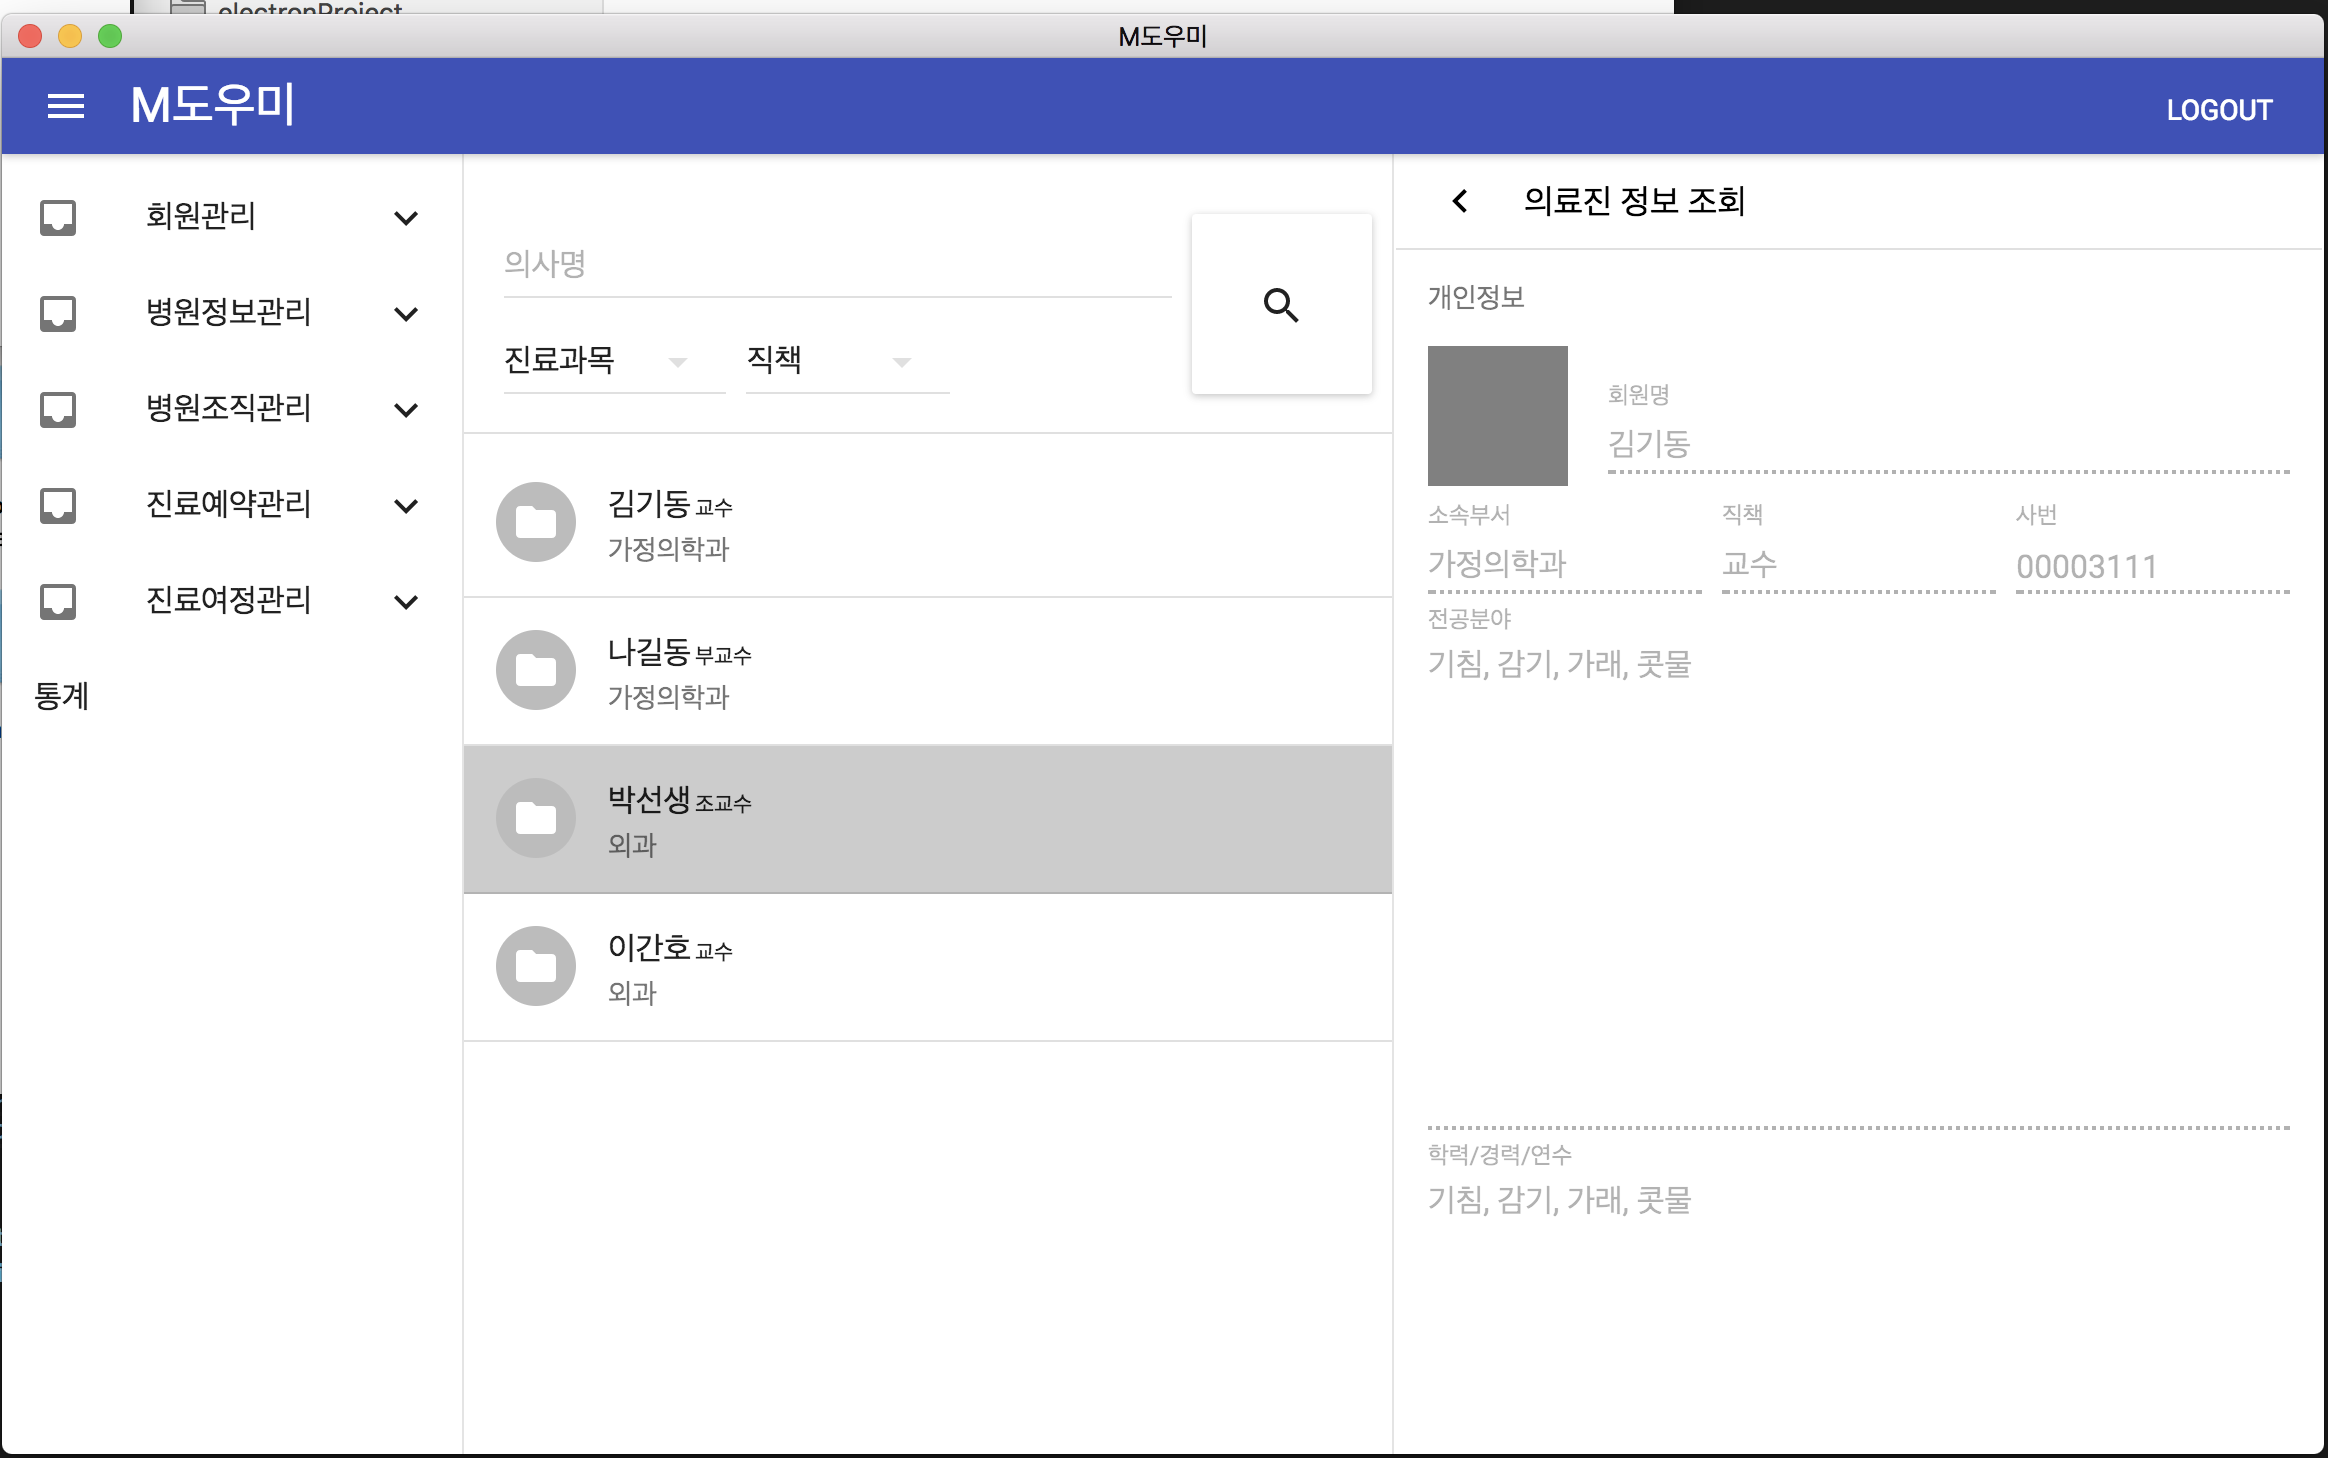 electronProject
M도우미
M도우미
LOGOUT
회원관리
병원정보관리
병원조직관리
진료예약관리
진료여정관리
통계
의사명
진료과목 직책
김기동 교수
가정의학과
나길동 부교수
가정의학과
박선생 조교수
외과
이간호 교수
외과
의료진 정보 조회
개인정보
회원명
김기동
소속부서 직책 사번
가정의학과 교수 00003111
전공분야
기침, 감기, 가래, 콧물
학력/경력/연수
기침, 감기, 가래, 콧물